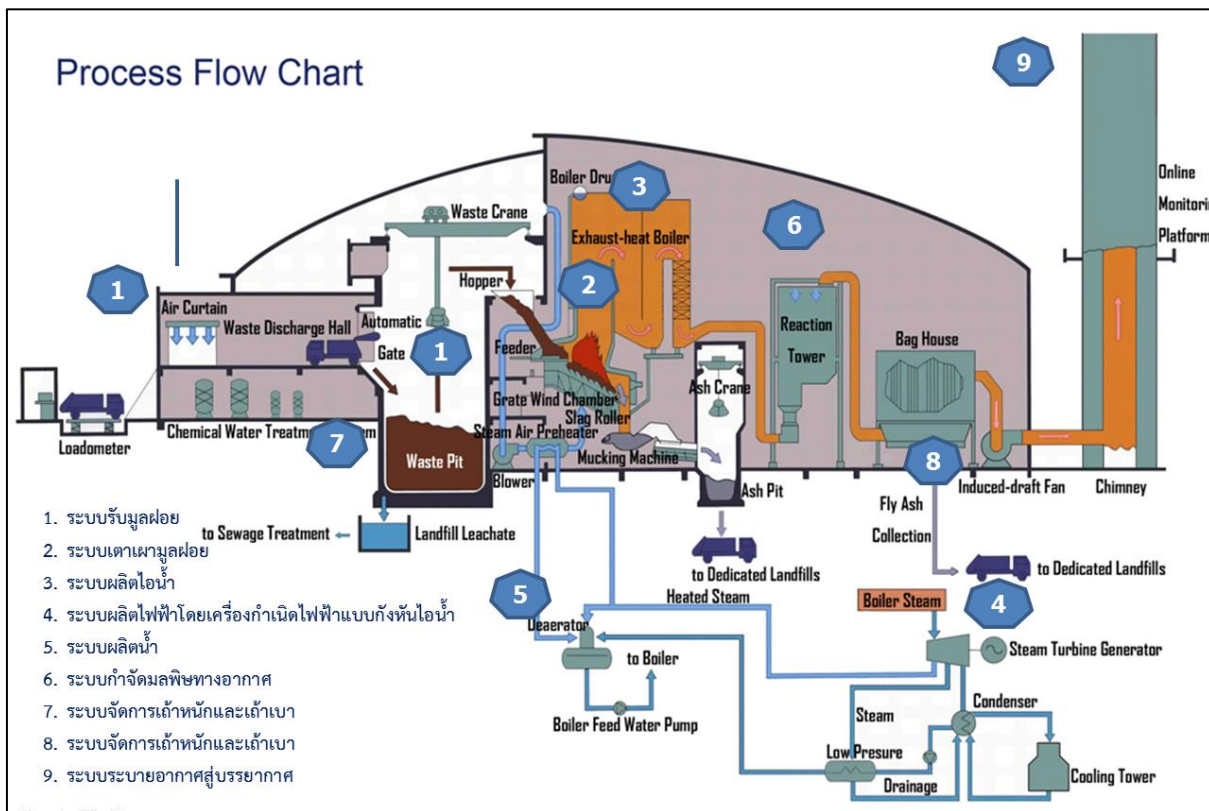 Process Flow Chart
9
Boiler Dru
3
Waste Crane
Online
Monitorin
Platform
6
Exhaust-heat Boiler
Hopper
2
1
Air Curtain
Waste Discharge Hall
Automatic
Gate
1
Reaction
Tower
Bag House
Feeder
Ash Crane
Grate Wind Chamber
Slag Roller
Loadometer
Chemical Water Treatment
7
Steam Air Preheater
Waste Pit
Mucking Machine
8
Blower
Ash Pit
Induced-draft Fan
Chimney
Fly Ash
Collection
to Sewage Treatment
Landfill Leachate
to Dedicated Landfills
to Dedicated Landfills
Heated Steam
5
Boiler Steam
4
Deaerator
to Boiler
Steam Turbine Generator
Boiler Feed Water Pump
Steam
Condenser
Low Presure
Drainage
Cooling Tower
1. ระบบรับมูลฝอย
2. ระบบเตาเผามูลฝอย
3. ระบบผลิตไอน้ำ
4. ระบบผลิตไฟฟ้าโดยเครื่องกำเนิดไฟฟ้าแบบกังหันไอน้ำ
5. ระบบผลิตน้ำ
6. ระบบกำจัดมลพิษทางอากาศ
7. ระบบจัดการเถ้าหนักและเถ้าเบา
8. ระบบจัดการเถ้าหนักและเถ้าเบา
9. ระบบระบายอากาศสู่บรรยากาศ